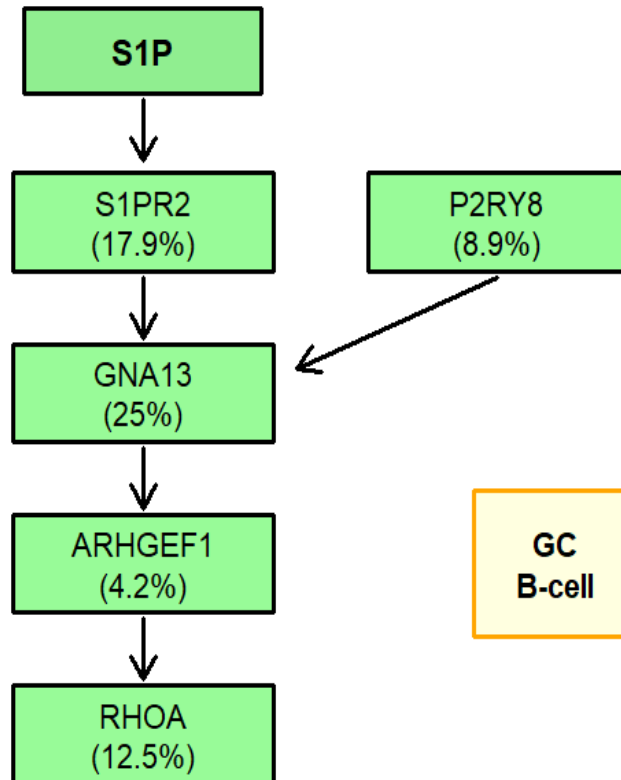 S1P
S1PR2
(17.9%)
P2RY8
(8.9%)
GNA13
(25%)
ARHGEF1
(4.2%)
GC
B-cell
RHOA
(12.5%)